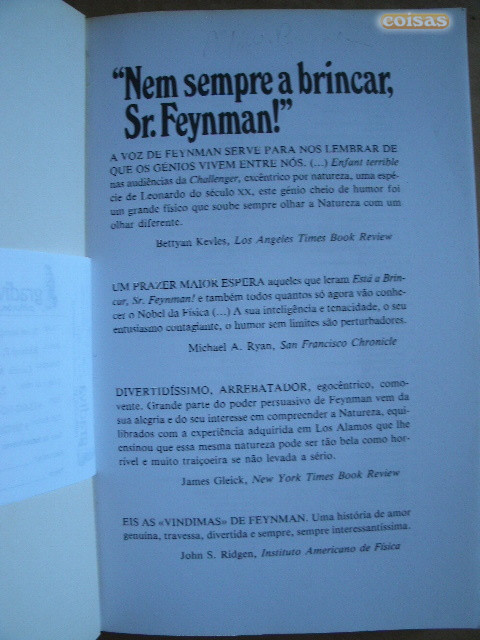 coisas
“Nem sempre a brincar,
Sr. Feynman!”
A VOZ DE FEYNMAN SERVE PARA NOS LEMBRAR DE
QUE OS GÉNIOS VIVEM ENTRE NÓS. (...) Enfant terrible
nas audiências da Challenger, excêntrico por natureza, uma espé-
cie de Leonardo do século XX, este génio cheio de humor foi
um grande físico que soube sempre olhar a Natureza com um
olhar diferente.
Bettyan Kevles, Los Angeles Times Book Review
UM PRAZER MAIOR ESPERA aqueles que leram Está a Brin-
car, Sr. Feynman! e também todos quantos só agora vão conhe-
cer o Nobel da Física (...) A sua inteligência e tenacidade, o seu
entusiasmo contagiante, o humor sem limites são perturbadores.
Michael A. Ryan, San Francisco Chronicle
DIVERTIDÍSSIMO, ARREBATADOR, egocêntrico, como-
vente. Grande parte do poder persuasivo de Feynman vem da
sua alegria e do seu interesse em compreender a Natureza, equi-
librados com a experiência adquirida em Los Alamos que lhe
ensinou que essa mesma natureza pode ser tão bela como hor-
rível e muito traiçoeira se não levada a sério.
James Gleick, New York Times Book Review
EIS AS «VINDIMAS» DE FEYNMAN. Uma história de amor
genuína, travessa, divertida e sempre, sempre interessantíssima.
John S. Ridgen, Instituto Americano de Física